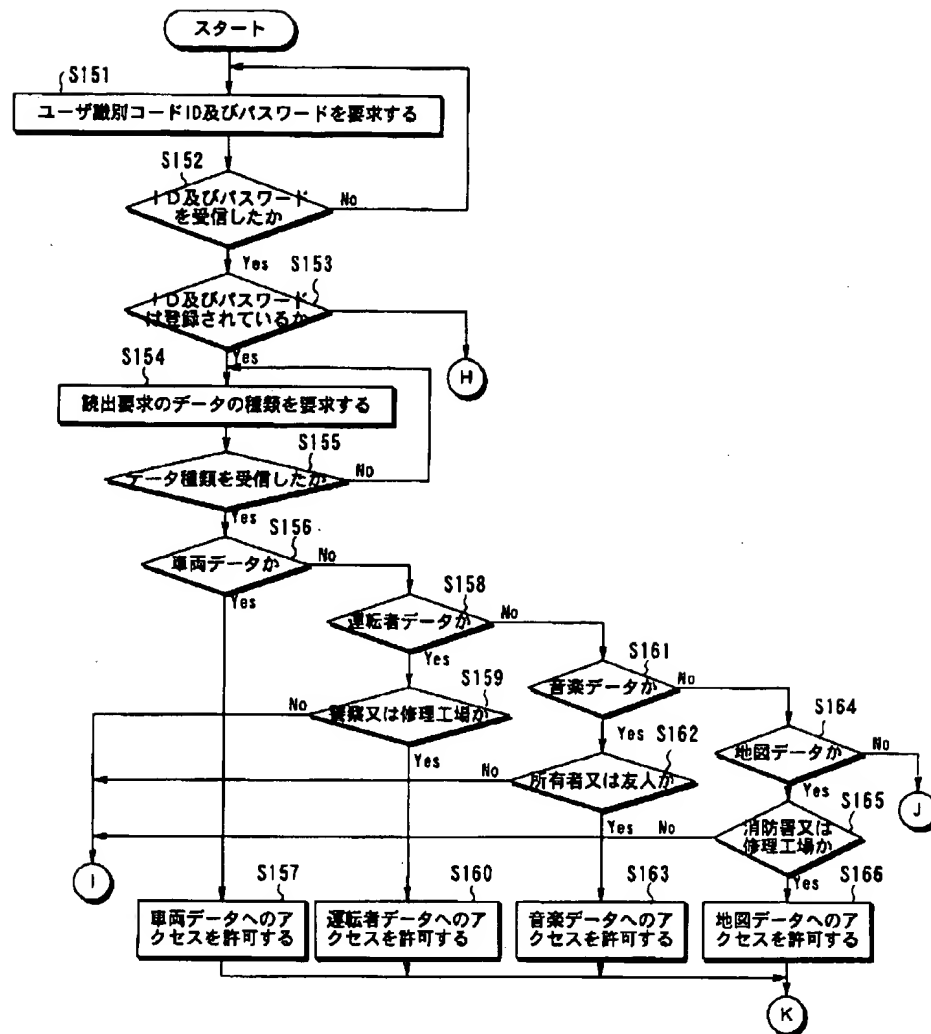 スタート
S151
ユーザ識別コードID及びパスワードを要求する
S152
ID及びパスワード
を受信したか
No
Yes
S153
ID及びパスワード
は登録されているか
H
Yes
S154
読出要求のデータの種類を要求する
S155
データ種類を受信したか
No
Yes
S156
車両データか
No
Yes
S158
運転者データか
No
Yes
S161
音楽データか
No
S159
警察又は修理工場か
No
Yes
S164
地図データか
No
Yes
S162
所有者又は友人か
No
Yes
J
Yes
S165
消防署又は
修理工場か
No
Yes
I
S157
車両データへのア
クセスを許可する
S160
運転者データへのア
クセスを許可する
S163
音楽データへのア
クセスを許可する
S166
地図データへのア
クセスを許可する
K